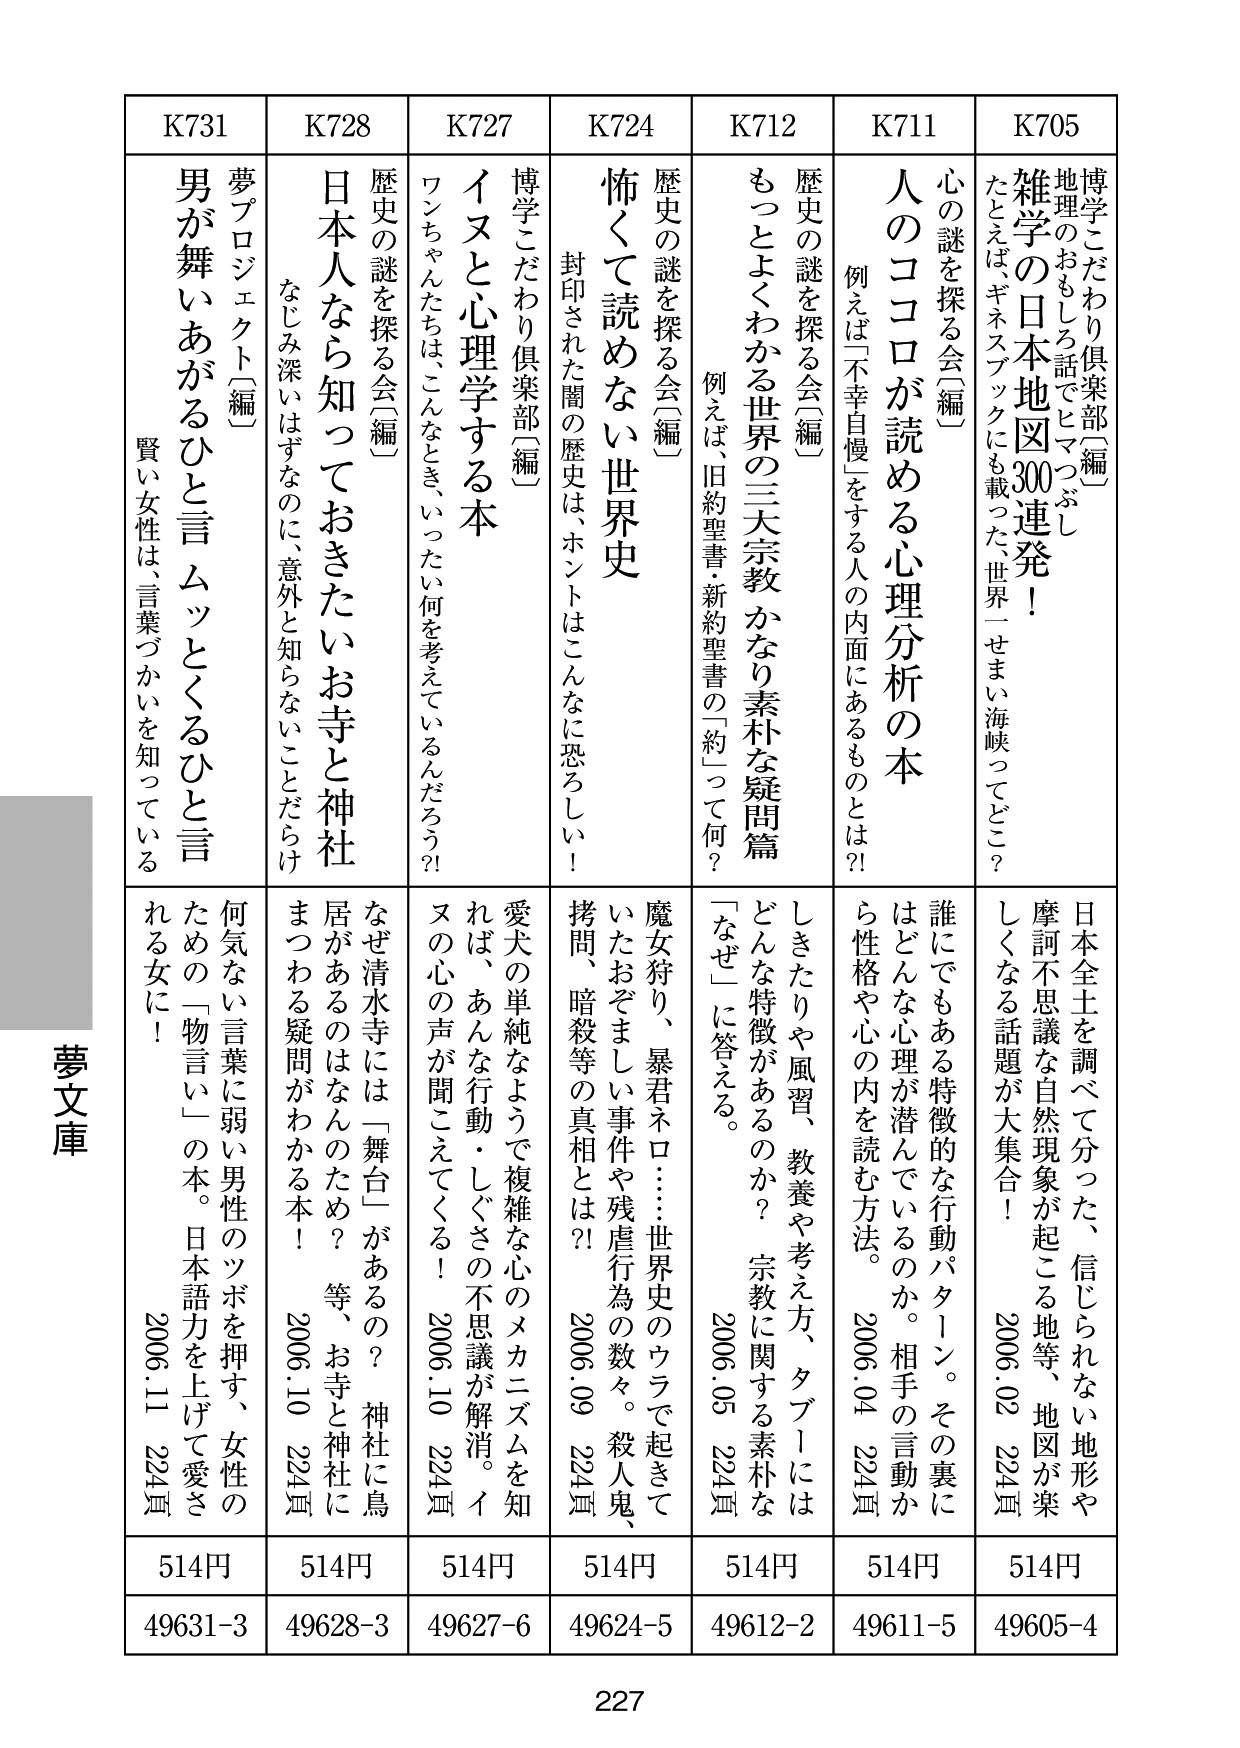 K705
博学こだわり倶楽部〔編〕
地理のおもしろ話でヒマつぶし
雑学の日本地図300連発！
たとえば、ギネスブックにも載った、世界一せまい海峡ってどこ？
日本全土を調べて分った、信じられない地形や
摩訶不思議な自然現象が起こる地等、地図が楽
しくなる話題が大集合！　2006.02　224頁
514円
49605-4
K711
心の謎を探る会〔編〕
人のココロが読める心理分析の本
例えば「不幸自慢」をする人の内面にあるものとは?!
誰にでもある特徴的な行動パターン。その裏に
はどんな心理が潜んでいるのか。相手の言動か
ら性格や心の内を読む方法。　2006.04　224頁
514円
49611-5
K712
歴史の謎を探る会〔編〕
もっとよくわかる世界の三大宗教 かなり素朴な疑問篇
例えば、旧約聖書・新約聖書の「約」って何？
しきたりや風習、教養や考え方、タブーには
どんな特徴があるのか？　宗教に関する素朴な
「なぜ」に答える。　2006.05　224頁
514円
49612-2
K724
歴史の謎を探る会〔編〕
怖くて読めない世界史
封印された闇の歴史は、ホントはこんなに恐ろしい！
魔女狩り、暴君ネロ……世界史のウラで起きて
いたおぞましい事件や残虐行為の数々。殺人鬼、
拷問、暗殺等の真相とは?!　2006.09　224頁
514円
49624-5
K727
博学こだわり倶楽部〔編〕
イヌと心理学する本
ワンちゃんたちは、こんなとき、いったい何を考えているんだろう?!
愛犬の単純なようで複雑な心のメカニズムを知
れば、あんな行動・しぐさの不思議が解消。イ
ヌの心の声が聞こえてくる！　2006.10　224頁
514円
49627-6
K728
歴史の謎を探る会〔編〕
日本人なら知っておきたいお寺と神社
なじみ深いはずなのに、意外と知らないことだらけ
なぜ清水寺には「舞台」があるの？　神社に鳥
居があるのはなんのため？　等、お寺と神社に
まつわる疑問がわかる本！　2006.10　224頁
514円
49628-3
K731
夢プロジェクト〔編〕
男が舞いあがるひと言 ムッとくるひと言
賢い女性は、言葉づかいを知っている
何気ない言葉に弱い男性のツボを押す、女性の
ための「物言い」の本。日本語力を上げて愛さ
れる女に！　2006.11　224頁
514円
49631-3
夢文庫
227